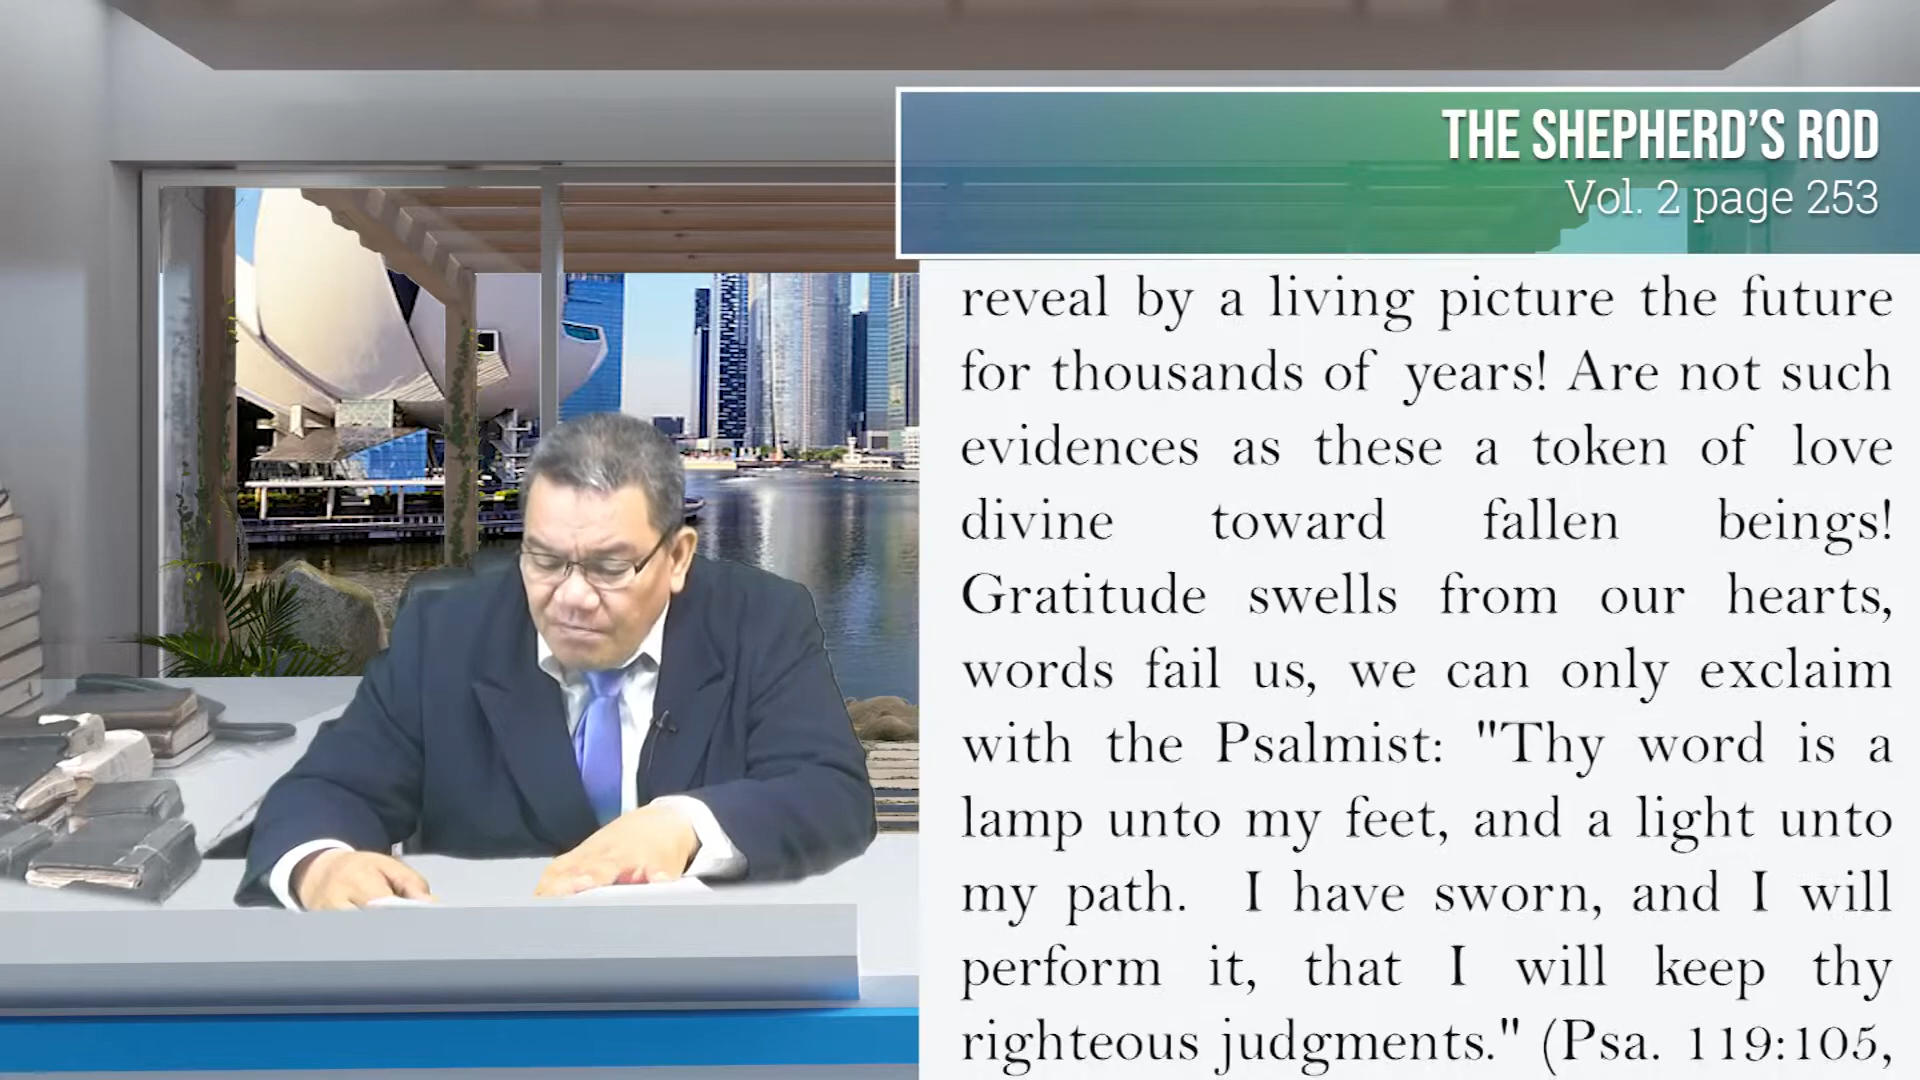 THE SHEPHERD’S ROD
Vol. 2 page 253
reveal by a living picture the future
for thousands of years! Are not such
evidences as these a token of love
divine toward fallen beings!
Gratitude swells from our hearts,
words fail us, we can only exclaim
with the Psalmist: "Thy word is a
lamp unto my feet, and a light unto
my path. I have sworn, and I will
perform it, that I will keep thy
righteous judgments." (Psa. 119:105,